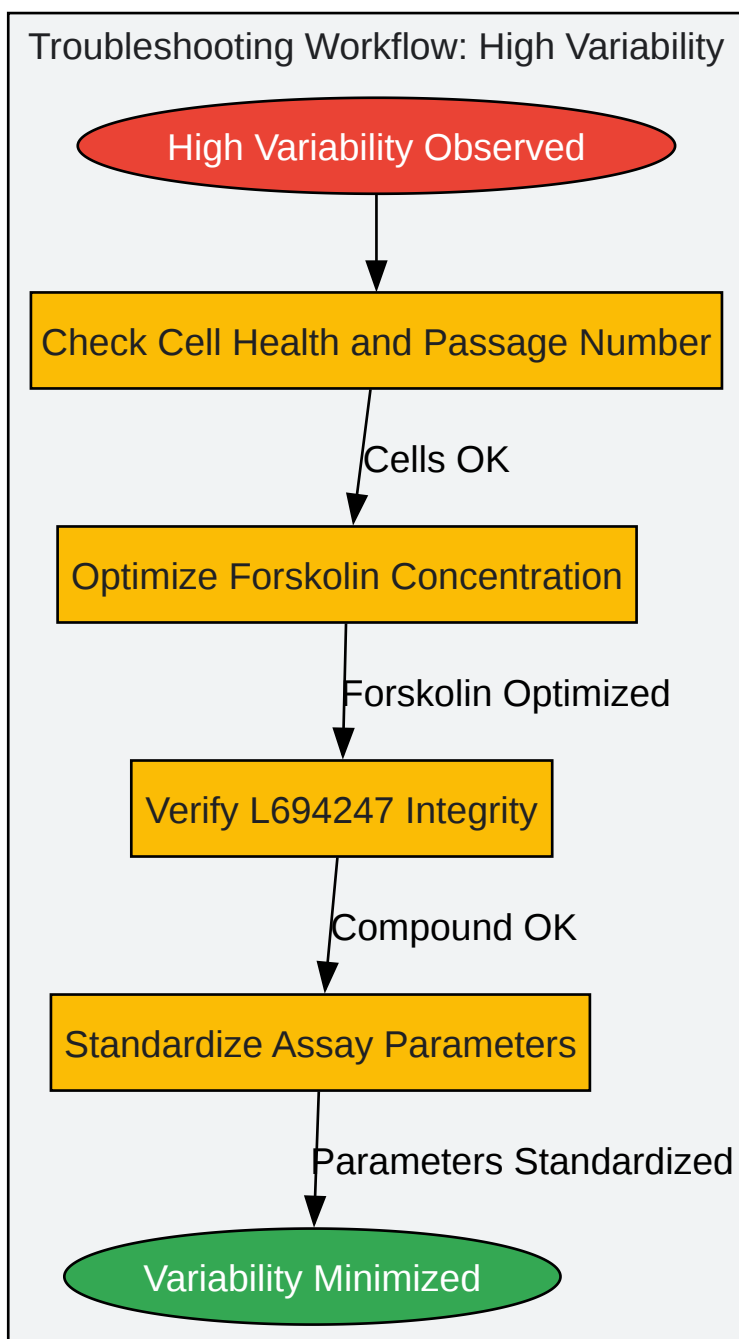 Troubleshooting Workflow: High Variability
High Variability Observed
Check Cell Health and Passage Number
Cells OK
Optimize Forskolin Concentration
Forskolin Optimized
Verify L694247 Integrity
Compound OK
Standardize Assay Parameters
Parameters Standardized
Variability Minimized